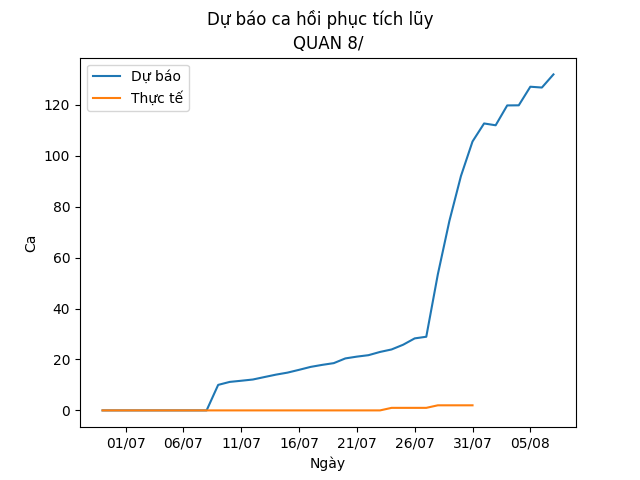 Dự báo ca hồi phục tích lũy
QUAN 8/
Dự báo
Thực tế
Ca
120
100
80
60
40
20
0
01/07 06/07 11/07 16/07 21/07 26/07 31/07 05/08
Ngày